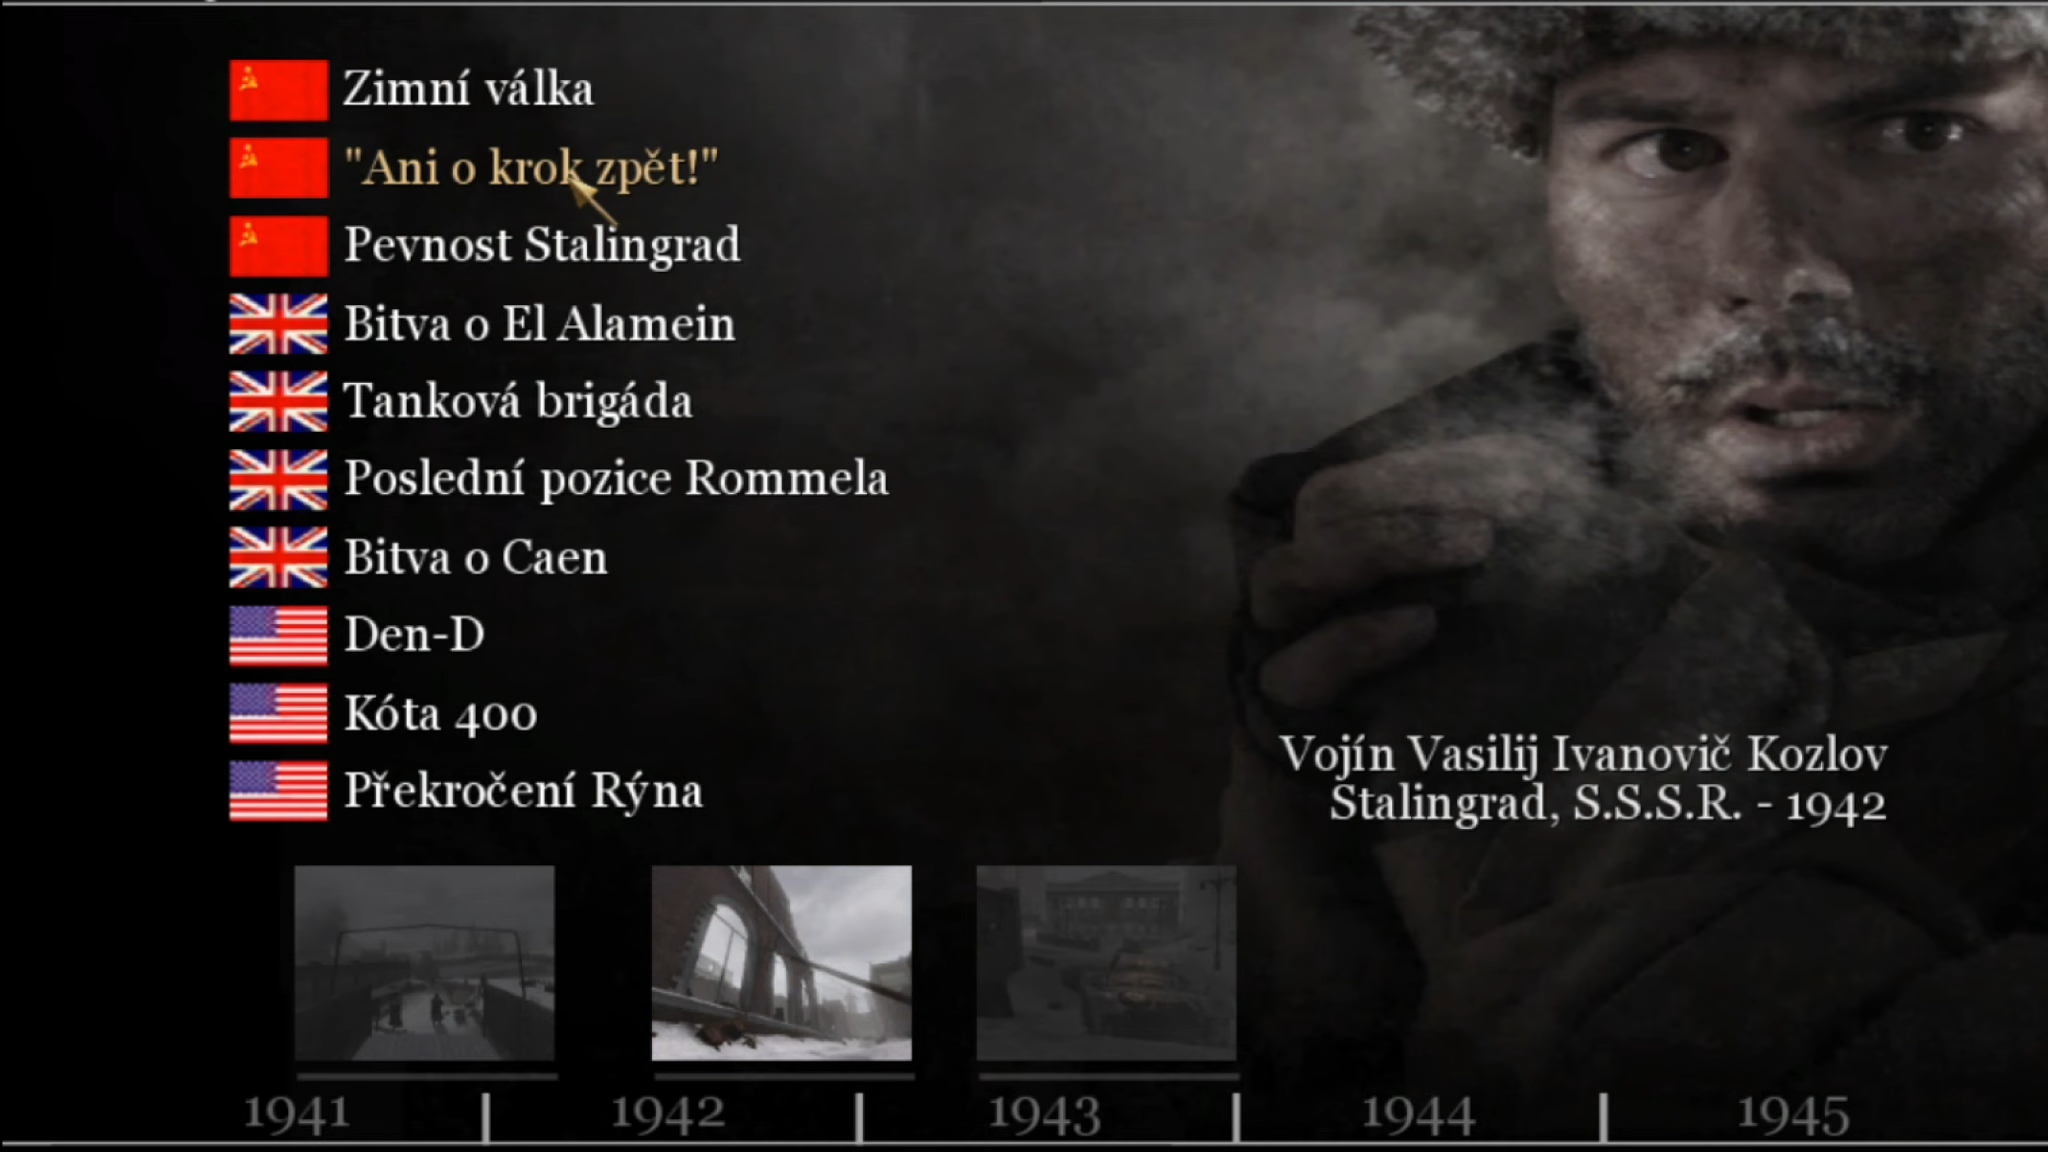 Zimní válka
"Ani o krok zpět!"
Pevnost Stalingrad
Bitva o El Alamein
Tanková brigáda
Poslední pozice Rommela
Bitva o Caen
Den-D
Kóta 400
Překročení Rýna
Vojín Vasilij Ivanovič Kozlov
Stalingrad, S.S.S.R. - 1942
1941 1942 1943 1944 1945